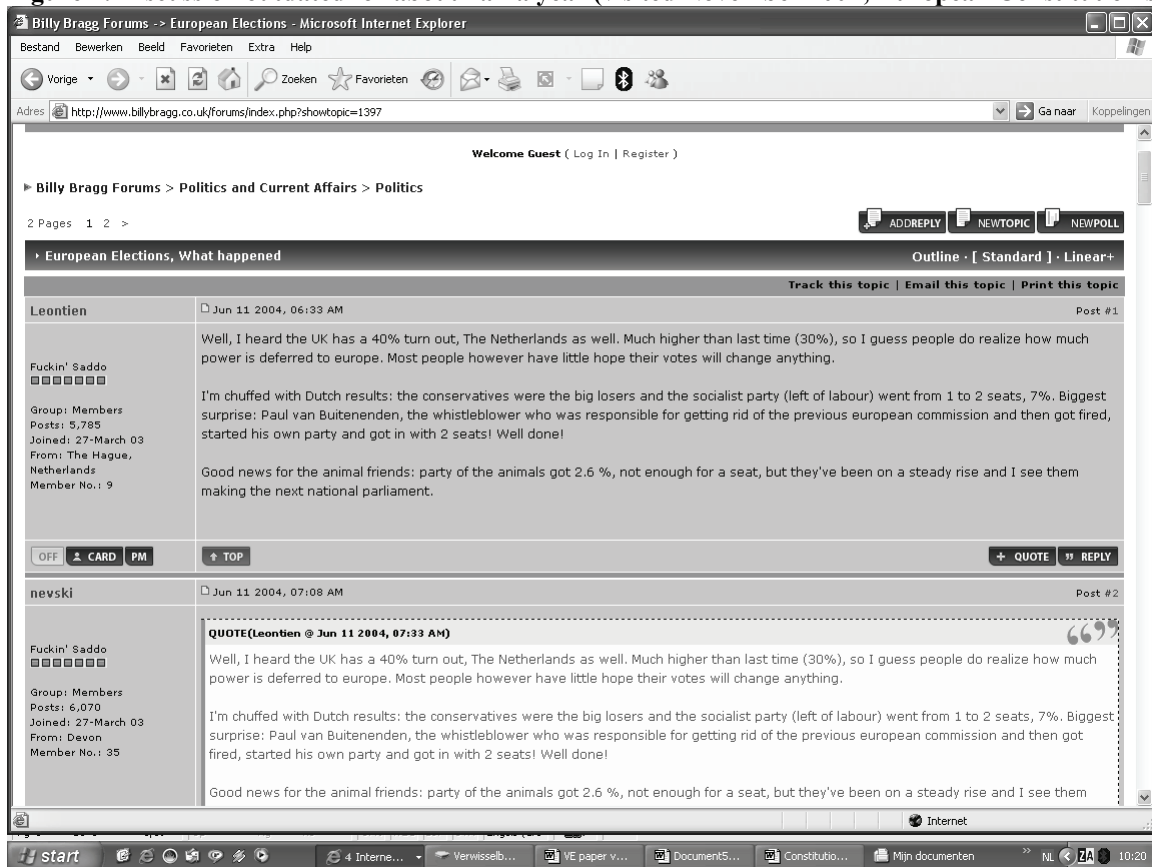 Billy Bragg Forums -> European Elections - Microsoft Internet Explorer
Bestand Bewerken Beeld Favorieten Extra Help
Vorige Zoeken Favorieten
Adres http://www.billybragg.co.uk/forums/index.php?showtopic=1397 Ga naar Koppelingen
Welcome Guest ( Log In | Register )
Billy Bragg Forums > Politics and Current Affairs > Politics
2 Pages 1 2 >
ADDREPLY NEWTOPIC NEWPOLL
European Elections, What happened Outline · [ Standard ] · Linear+
Track this topic | Email this topic | Print this topic
Leontien Jun 11 2004, 06:33 AM Post #1
Fuckin' Saddo
Group: Members
Posts: 5,785
Joined: 27-March 03
From: The Hague,
Netherlands
Member No.: 9
Well, I heard the UK has a 40% turn out, The Netherlands as well. Much higher than last time (30%), so I guess people do realize how much
power is deferred to europe. Most people however have little hope their votes will change anything.
I'm chuffed with Dutch results: the conservatives were the big losers and the socialist party (left of labour) went from 1 to 2 seats, 7%. Biggest
surprise: Paul van Buitenenden, the whistleblower who was responsible for getting rid of the previous european commission and then got fired,
started his own party and got in with 2 seats! Well done!
Good news for the animal friends: party of the animals got 2.6 %, not enough for a seat, but they've been on a steady rise and I see them
making the next national parliament.
OFF CARD PM TOP + QUOTE REPLY
nevski Jun 11 2004, 07:08 AM Post #2
Fuckin' Saddo
Group: Members
Posts: 6,070
Joined: 27-March 03
From: Devon
Member No.: 35
QUOTE(Leontien @ Jun 11 2004, 07:33 AM)
Well, I heard the UK has a 40% turn out, The Netherlands as well. Much higher than last time (30%), so I guess people do realize how much
power is deferred to europe. Most people however have little hope their votes will change anything.
I'm chuffed with Dutch results: the conservatives were the big losers and the socialist party (left of labour) went from 1 to 2 seats, 7%. Biggest
surprise: Paul van Buitenenden, the whistleblower who was responsible for getting rid of the previous european commission and then got
fired, started his own party and got in with 2 seats! Well done!
Good news for the animal friends: party of the animals got 2.6 %, not enough for a seat, but they've been on a steady rise and I see them
Internet
start 4 Interne... Verwisselb... VE paper v... Document5... Constitutio... Mijn documenten NL ZA 10:20